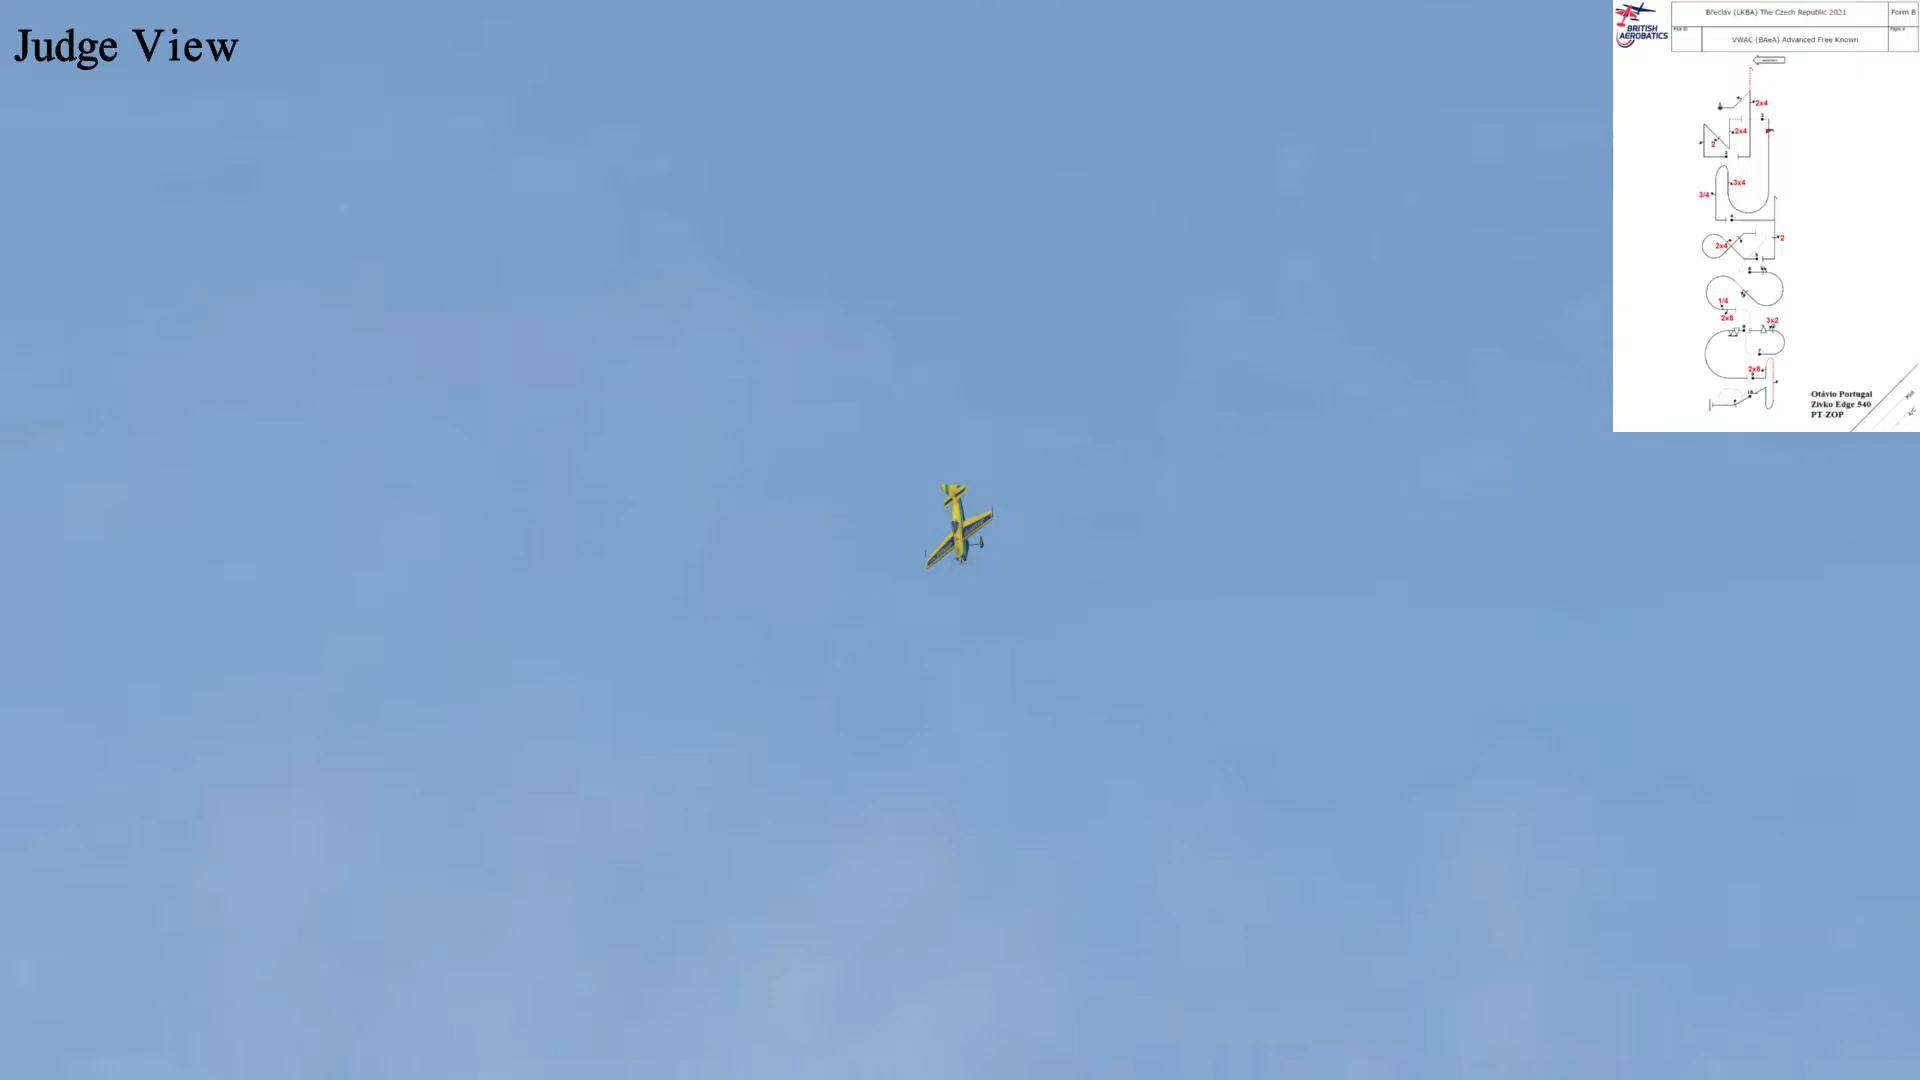 Judge View
BRITISH
AEROBATICS
Břeclav (LKBA) The Czech Republic 2021
Form B
VWAC (BAeA) Advanced Free Known
2x4
2x4
2
3x4
3/4
2
2x4
1/4
2x8
3x2
2x8
Otávio Portugal
Zivko Edge 540
PT-ZOP
Pilot
A/C